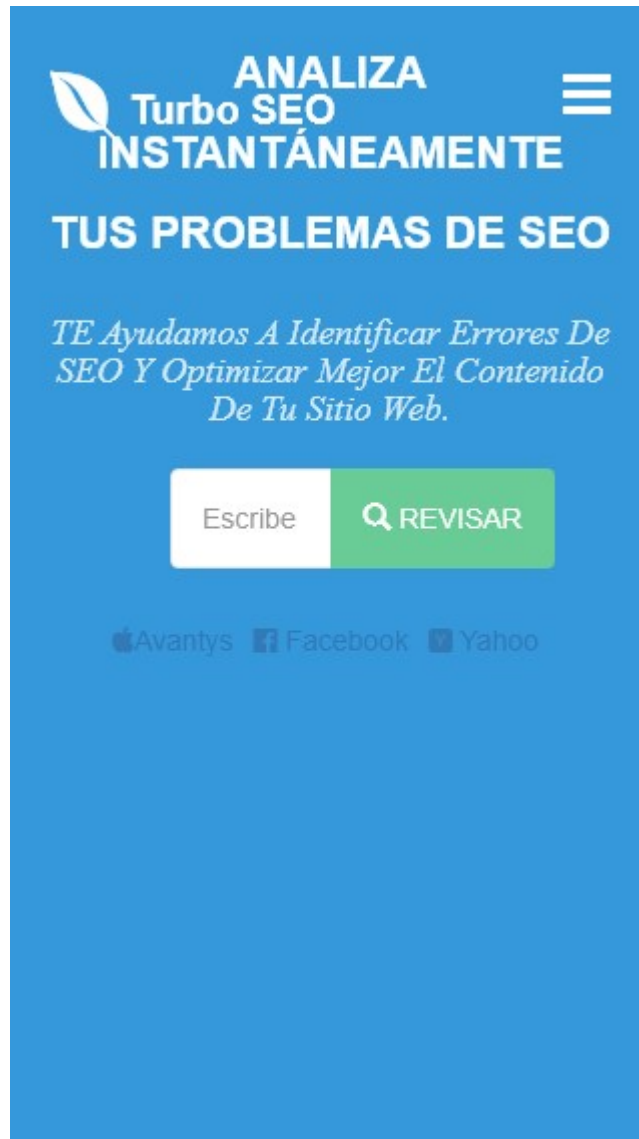 ANALIZA
Turbo SEO
INSTANTÁNEAMENTE
TUS PROBLEMAS DE SEO
TE Ayudamos A Identificar Errores De
SEO Y Optimizar Mejor El Contenido
De Tu Sitio Web.
Escribe REVISAR
Avantys Facebook Yahoo